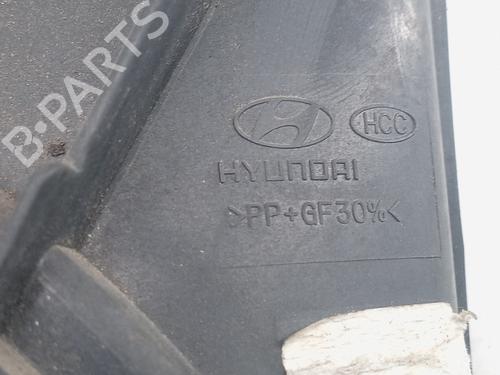 B-PARTS
HCC
HYUNDAI
>PP+GF30%<